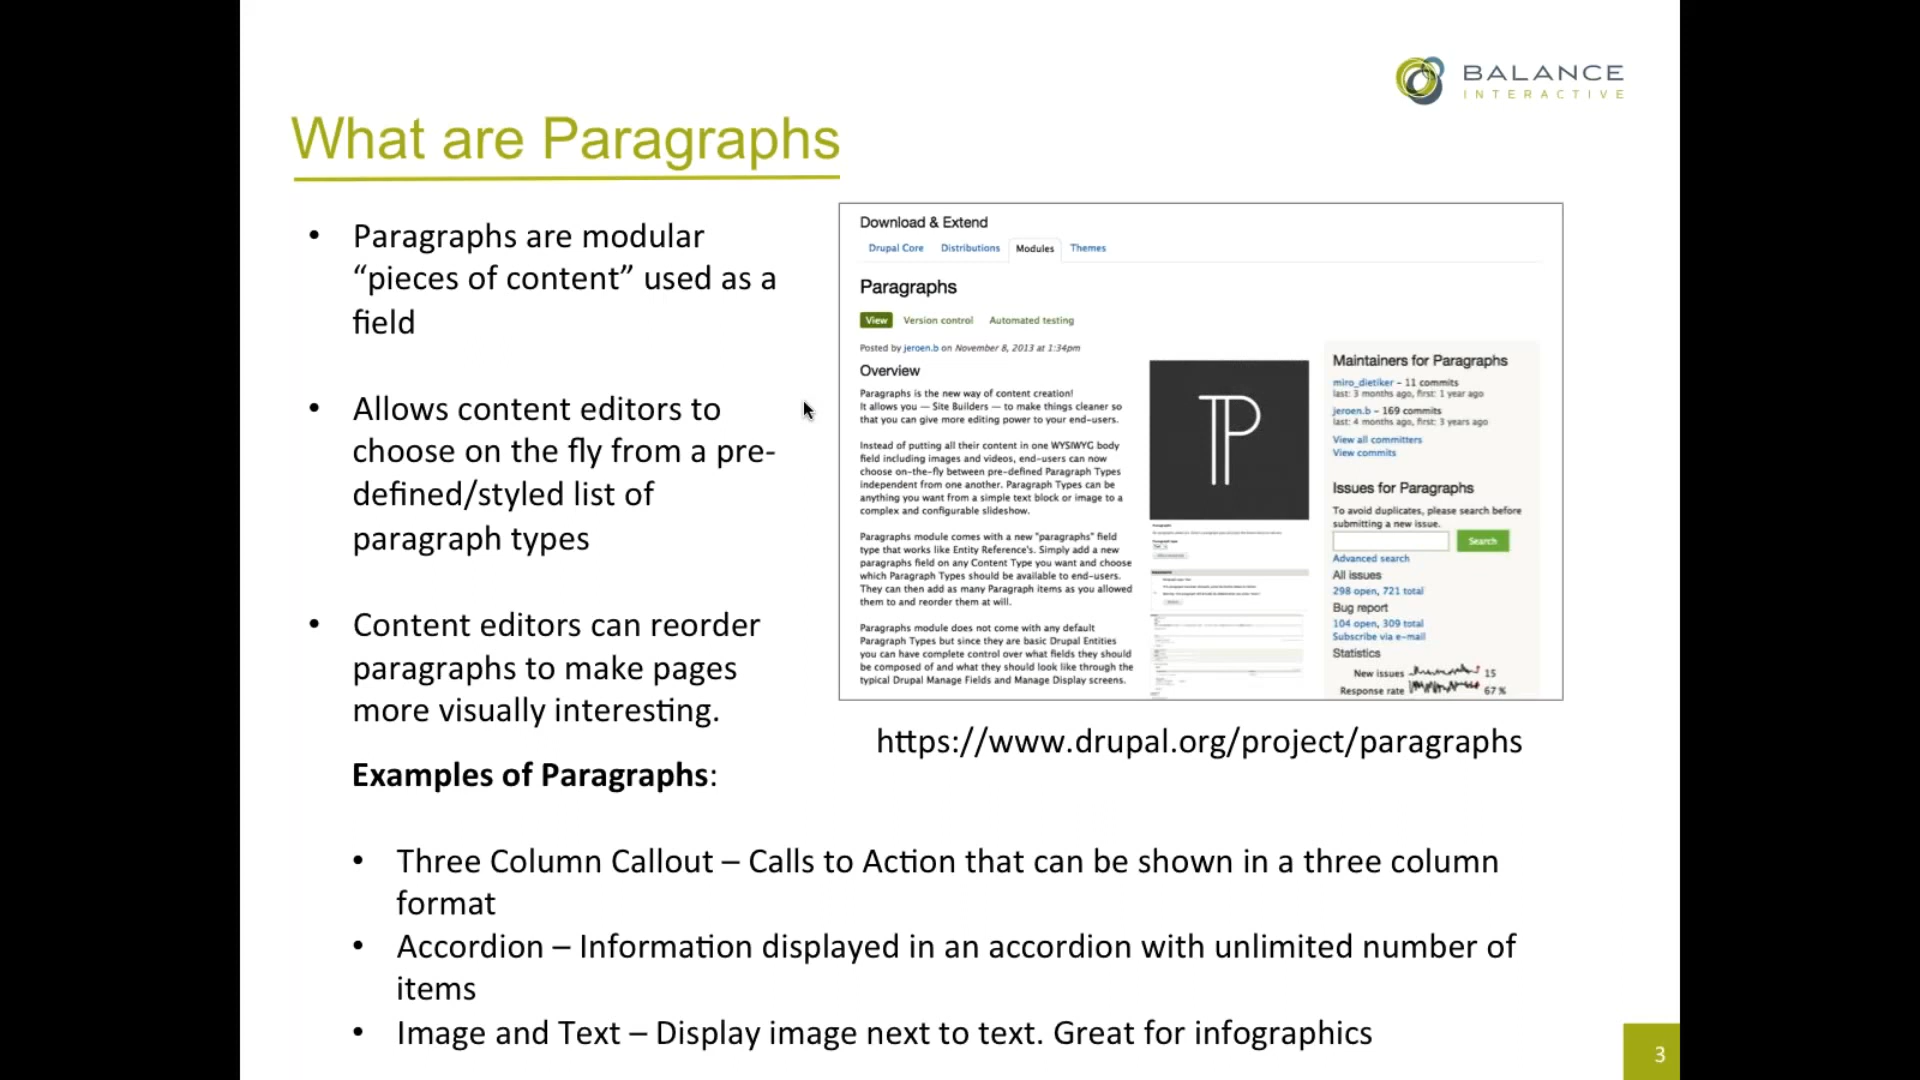 BALANCE
INTERACTIVE
What are Paragraphs
• Paragraphs are modular
“pieces of content” used as a
field
• Allows content editors to
choose on the fly from a pre-
defined/styled list of
paragraph types
• Content editors can reorder
paragraphs to make pages
more visually interesting.
Download & Extend
Drupal Core Distributions Modules Themes
Paragraphs
View Version control Automated testing
Posted by jeroen.b on November 8, 2013 at 1:34pm
Overview
Paragraphs is the new way of content creation!
It allows you — Site Builders — to make things cleaner so
that you can give more editing power to your end-users.
Instead of putting all their content in one WYSIWYG body
field including images and videos, end-users can now
choose on-the-fly between pre-defined Paragraph Types
independent from one another. Paragraph Types can be
anything you want from a simple text block or image to a
complex and configurable slideshow.
Paragraphs module comes with a new "paragraphs" field
type that works like Entity Reference's. Simply add a new
paragraphs field on any Content Type you want and choose
which Paragraph Types should be available to end-users.
They can then add as many Paragraph items as you allowed
them to and reorder them at will.
Paragraphs module does not come with any default
Paragraph Types but since they are basic Drupal Entities
you can have complete control over what fields they should
be composed of and what they should look like through the
typical Drupal Manage Fields and Manage Display screens.
Maintainers for Paragraphs
miro_dietiker – 11 commits
last: 3 months ago, first: 1 year ago
jeroen.b – 169 commits
last: 4 months ago, first: 3 years ago
View all committers
View commits
Issues for Paragraphs
To avoid duplicates, please search before
submitting a new issue.
Search
Advanced search
All issues
298 open, 721 total
Bug report
104 open, 309 total
Subscribe via e-mail
Statistics
New issues 15
Response rate 67 %
https://www.drupal.org/project/paragraphs
Examples of Paragraphs:
• Three Column Callout – Calls to Action that can be shown in a three column
format
• Accordion – Information displayed in an accordion with unlimited number of
items
• Image and Text – Display image next to text. Great for infographics
3